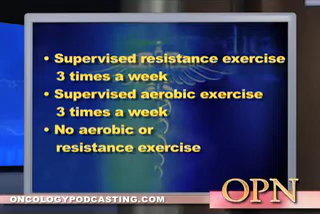 • Supervised resistance exercise
3 times a week
• Supervised aerobic exercise
3 times a week
• No aerobic or
resistance exercise
ONCOLOGYPODCASTING.COM
OPN